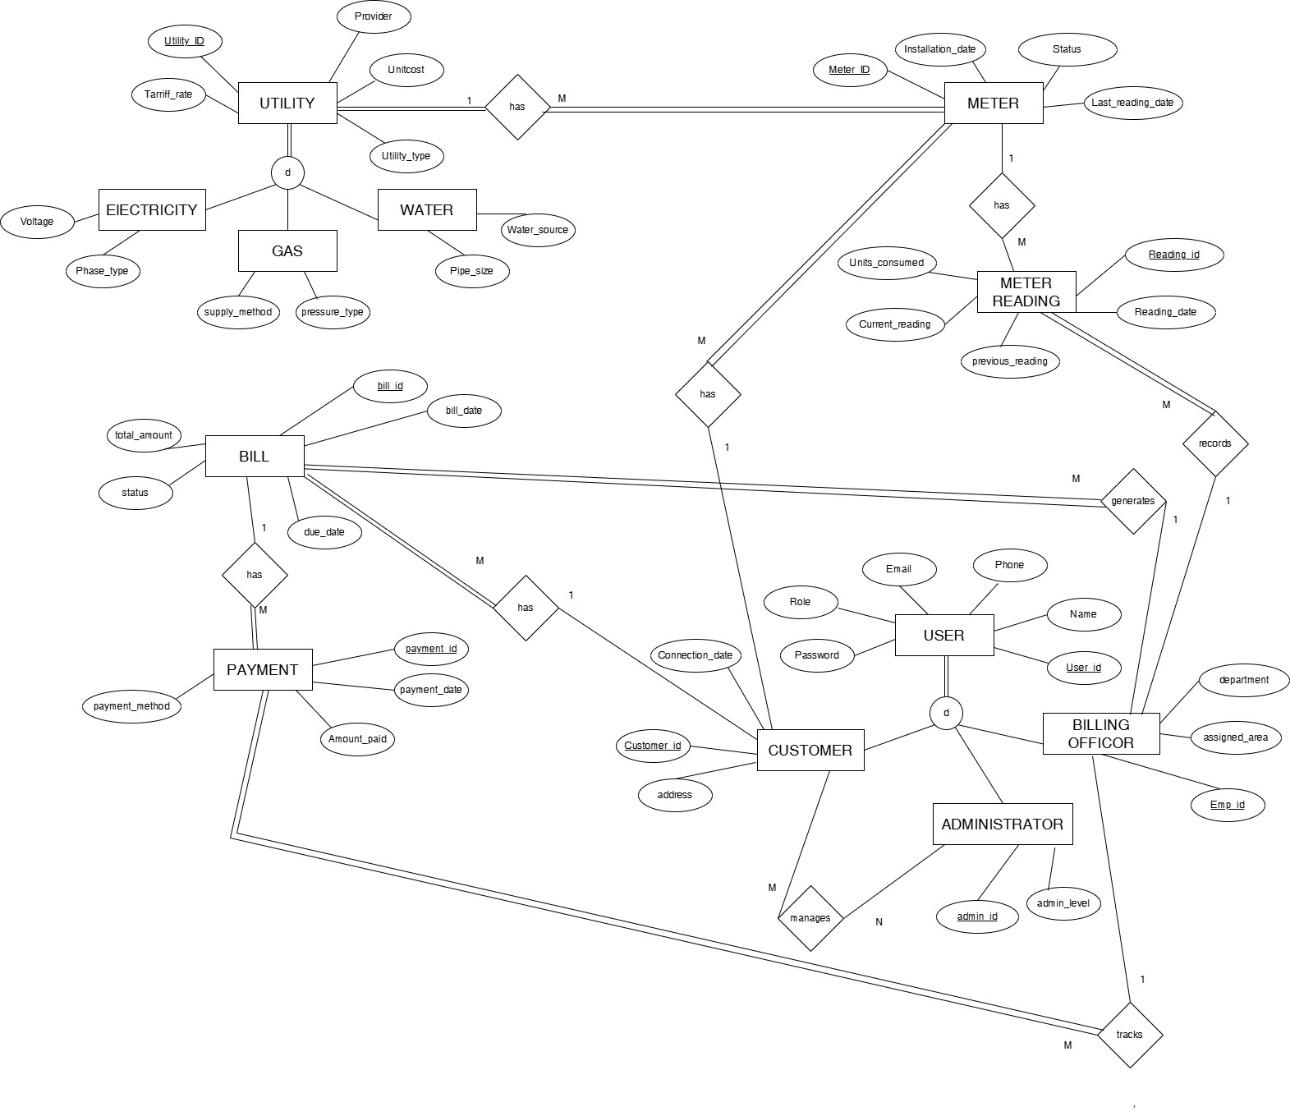 Provider
Utility_ID
Unitcost
Tarriff_rate
UTILITY
1
has
M
Utility_type
d
ElECTRICITY
WATER
Voltage
Water_source
GAS
Phase_type
Pipe_size
supply_method
pressure_type
Installation_date
Status
Meter_ID
METER
Last_reading_date
1
has
M
Units_consumed
Reading_id
METER
READING
Current_reading
Reading_date
previous_reading
M
has
1
M
records
1
bill_id
bill_date
total_amount
BILL
status
due_date
M
generates
1
1
has
M
M
has
1
payment_id
PAYMENT
payment_date
payment_method
Amount_paid
Email
Phone
Role
Name
USER
Password
User_id
d
Connection_date
Customer_id
CUSTOMER
address
department
BILLING
OFFICOR
assigned_area
Emp_id
ADMINISTRATOR
admin_id
admin_level
M
manages
N
1
tracks
M